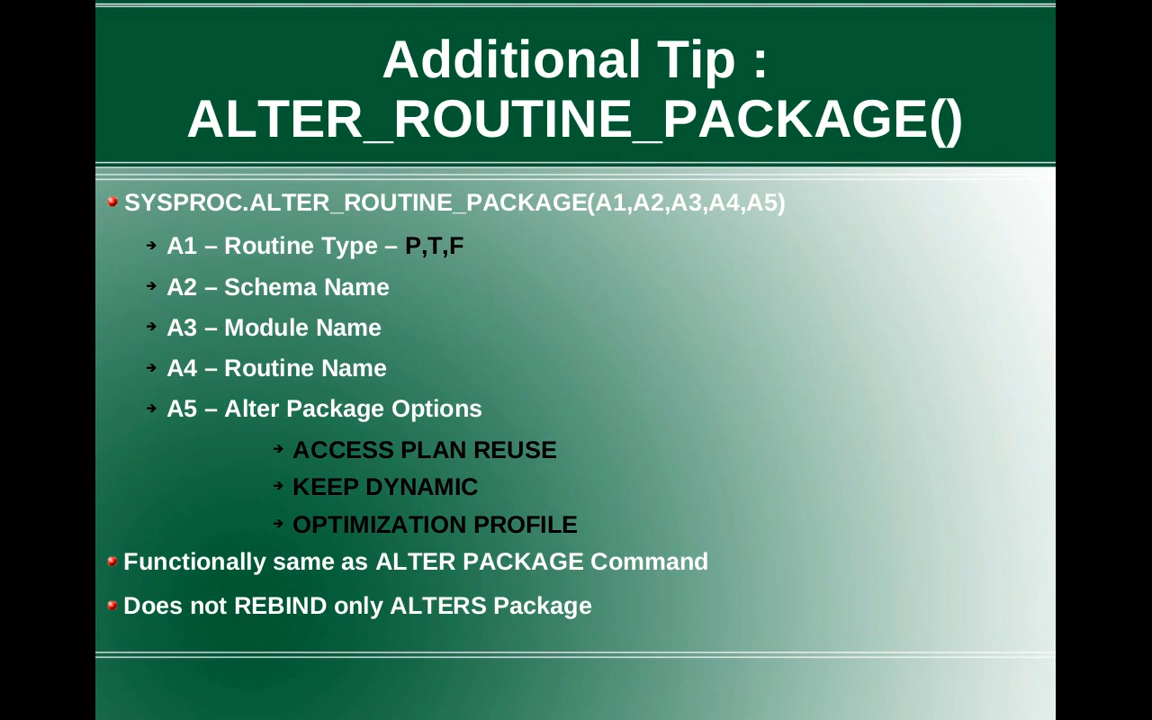 Additional Tip :
ALTER_ROUTINE_PACKAGE()
SYSPROC.ALTER_ROUTINE_PACKAGE(A1,A2,A3,A4,A5)
A1 – Routine Type – P,T,F
A2 – Schema Name
A3 – Module Name
A4 – Routine Name
A5 – Alter Package Options
ACCESS PLAN REUSE
KEEP DYNAMIC
OPTIMIZATION PROFILE
Functionally same as ALTER PACKAGE Command
Does not REBIND only ALTERS Package